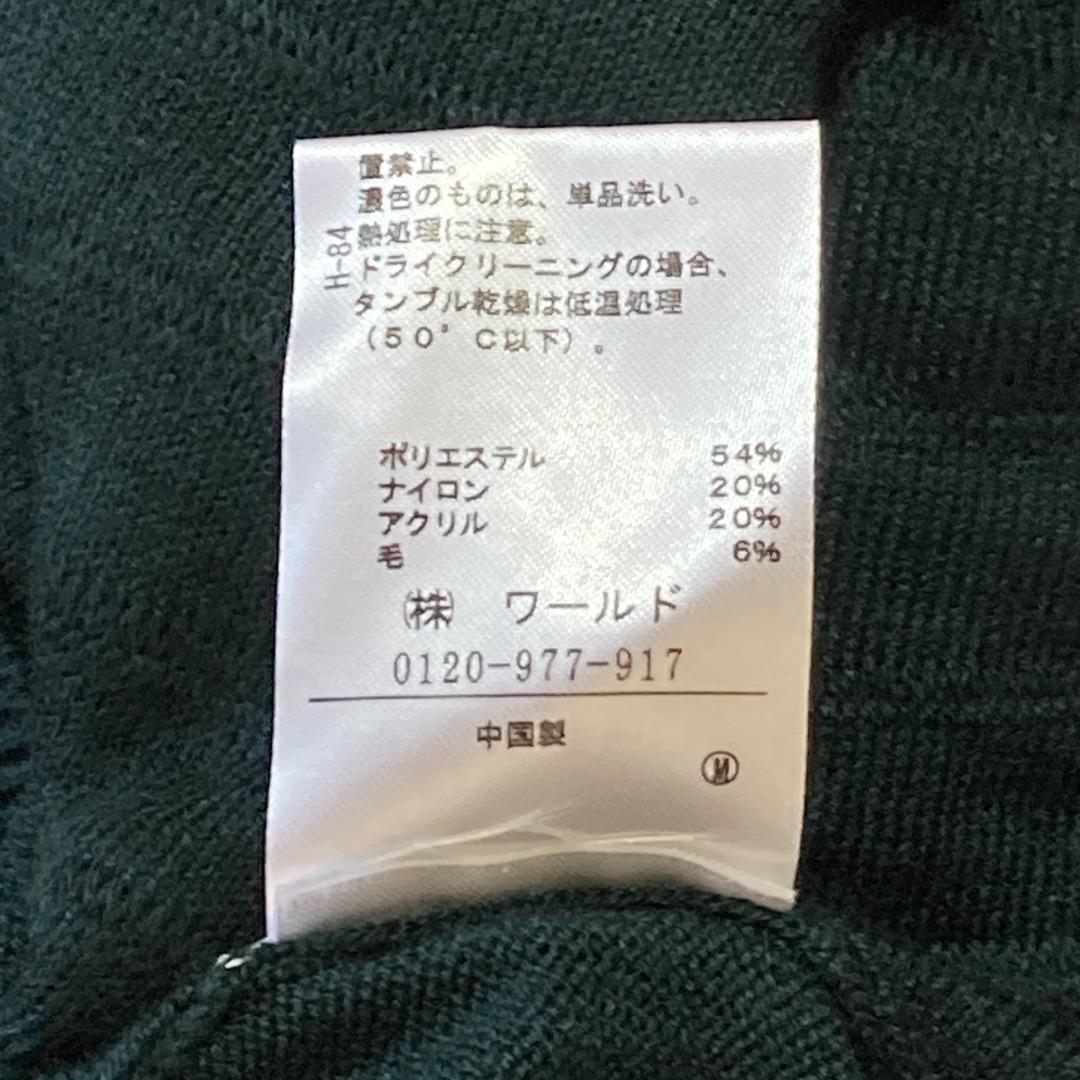 置禁止。
濃色のものは、単品洗い。
熱処理に注意。
ドライクリーニングの場合、
タンブル乾燥は低温処理
（50°C以下）。
H-84
ポリエステル 54%
ナイロン 20%
アクリル 20%
毛 6%
㈱ ワールド
0120-977-917
中国製
Ⓜ